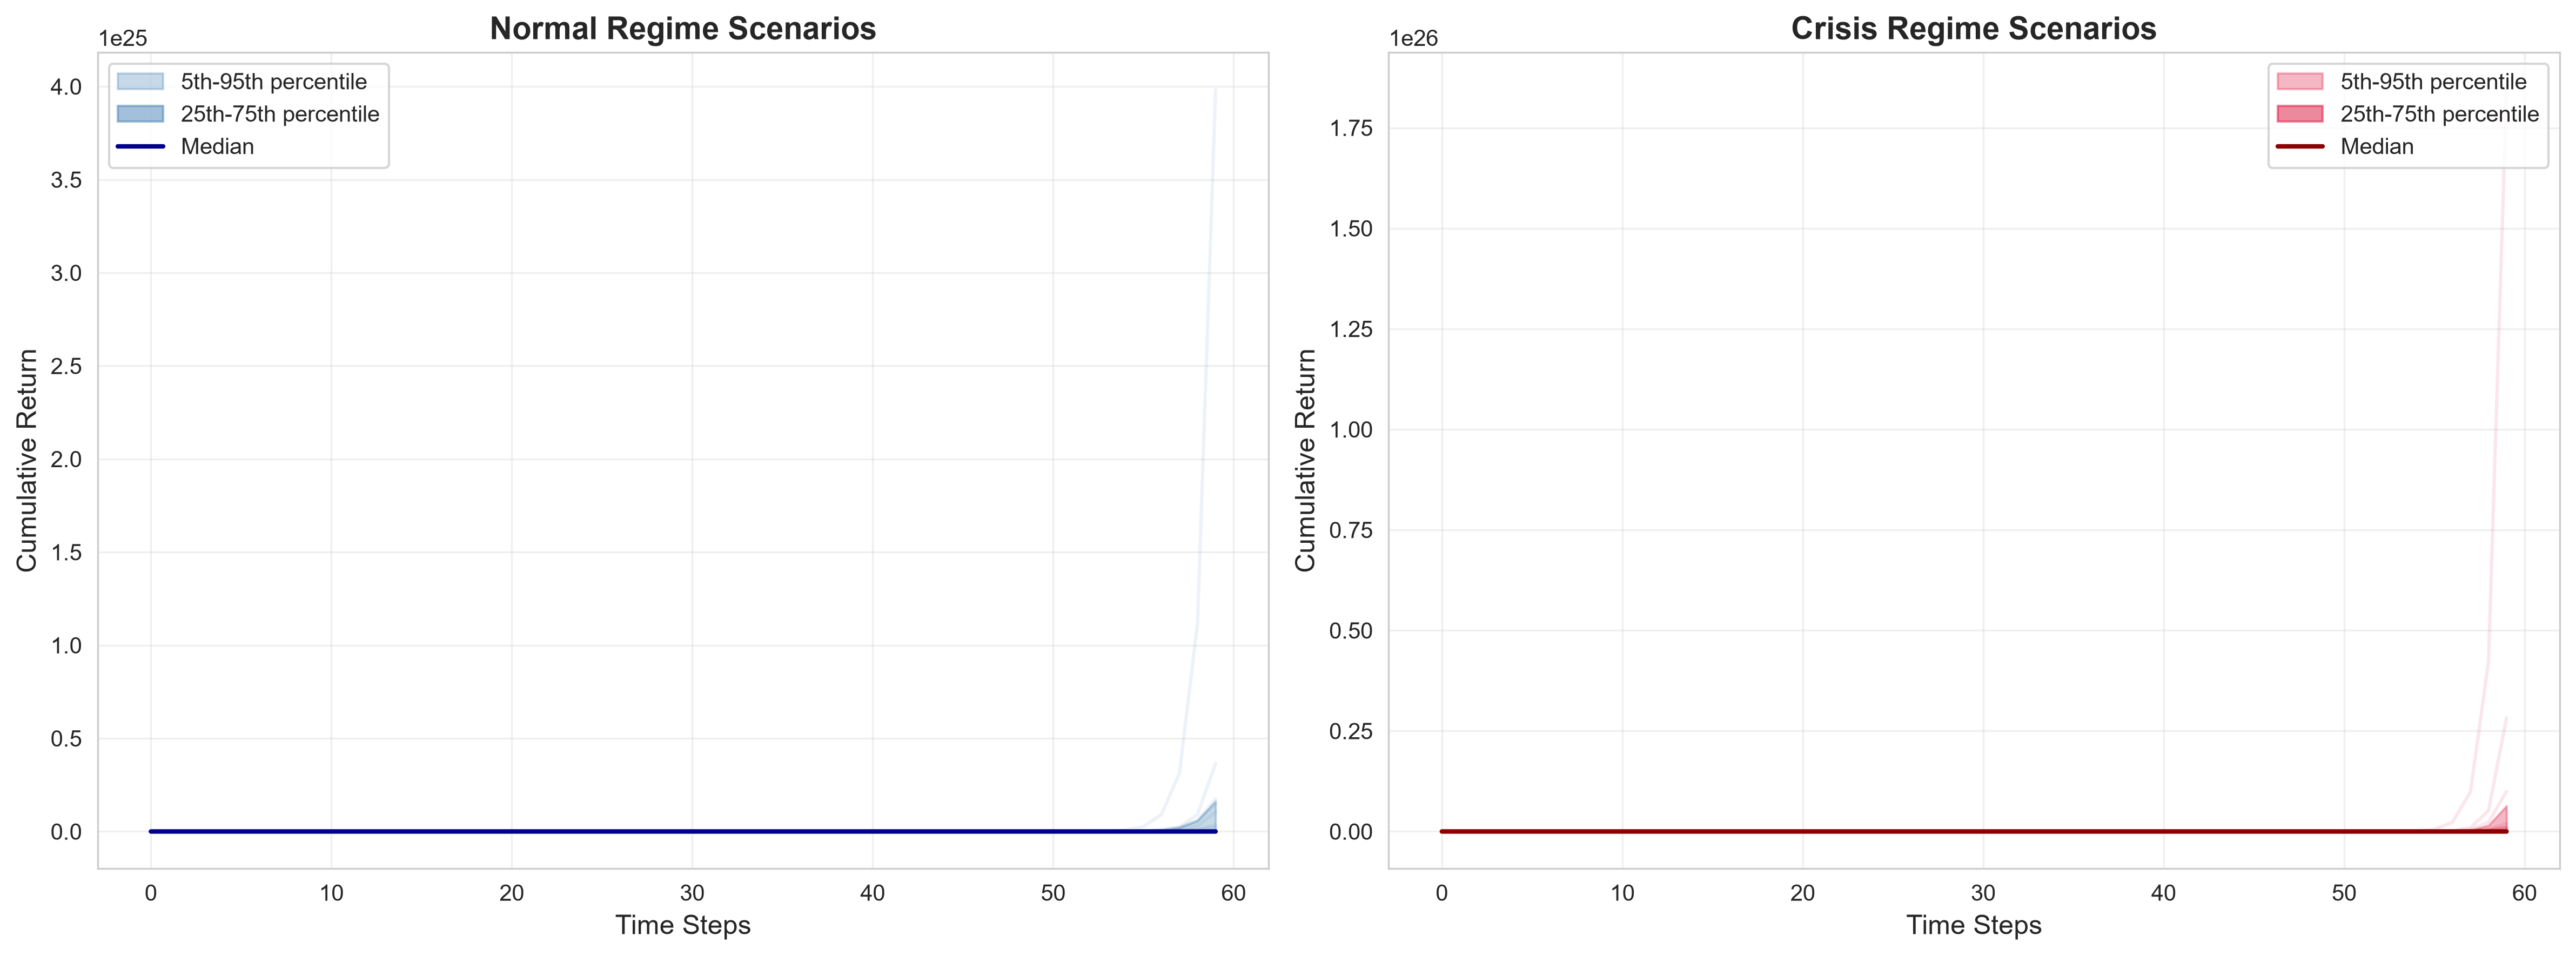 Normal Regime Scenarios
1e25
5th-95th percentile
25th-75th percentile
Median
4.0
3.5
3.0
2.5
2.0
1.5
1.0
0.5
0.0
Cumulative Return
0 10 20 30 40 50 60
Time Steps
Crisis Regime Scenarios
1e26
5th-95th percentile
25th-75th percentile
Median
1.75
1.50
1.25
1.00
0.75
0.50
0.25
0.00
Cumulative Return
0 10 20 30 40 50 60
Time Steps